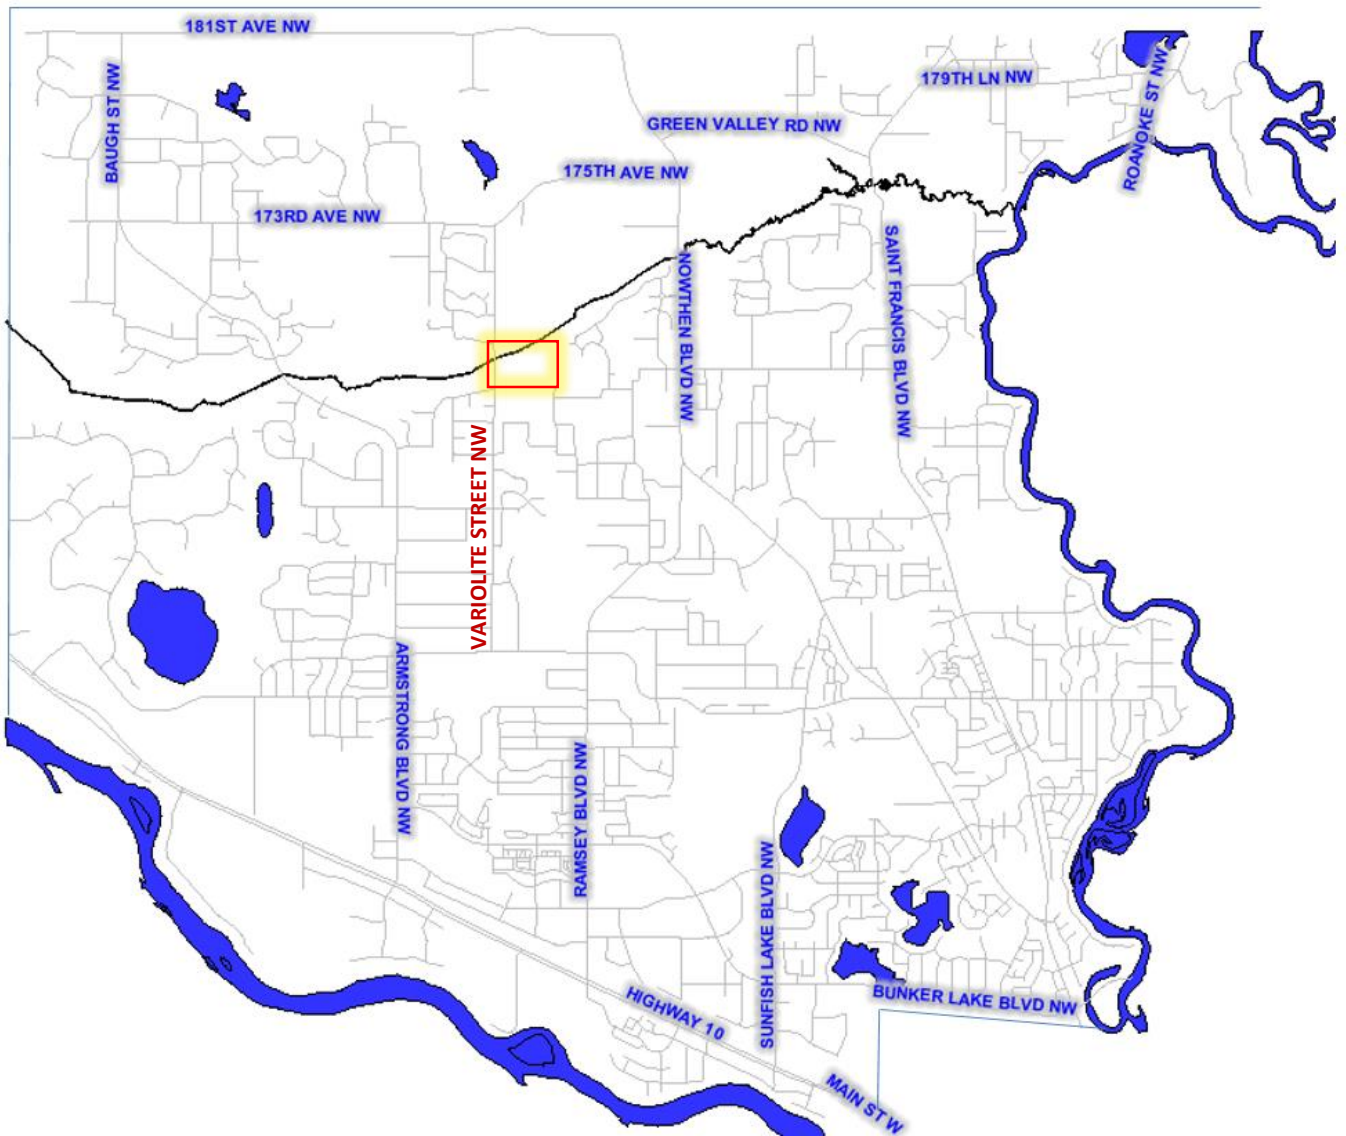 181ST AVE NW
BAUGH ST NW
179TH LN NW
ROANOKE ST NW
GREEN VALLEY RD NW
175TH AVE NW
173RD AVE NW
SAINT FRANCIS BLVD NW
NOWTHEN BLVD NW
VARIOLITE STREET NW
ARMSTRONG BLVD NW
RAMSEY BLVD NW
SUNFISH LAKE BLVD NW
BUNKER LAKE BLVD NW
HIGHWAY 10
MAIN ST W